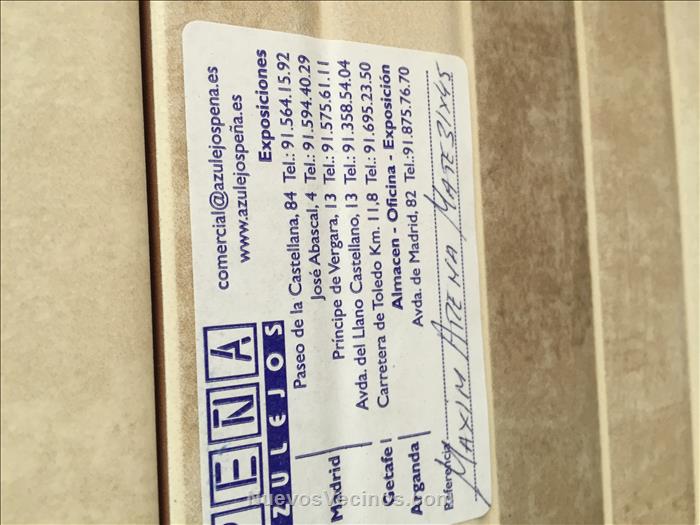 PENA
AZULEJOS
comercial@azulejospena.es
www.azulejospeña.es
Exposiciones
Madrid
Paseo de la Castellana, 84 Tel.: 91.564.15.92
José Abascal, 4 Tel.: 91.594.40.29
Príncipe de Vergara, 13 Tel.: 91.575.61.11
Avda. del Llano Castellano, 13 Tel.: 91.358.54.04
Getafe Carretera de Toledo Km. 11,8 Tel.: 91.695.23.50
Almacen - Oficina - Exposición
Arganda Avda. de Madrid, 82 Tel.:91.875.76.70
Referencia MAXIM ARENA MATE 31X45
NuevosVecinos.com